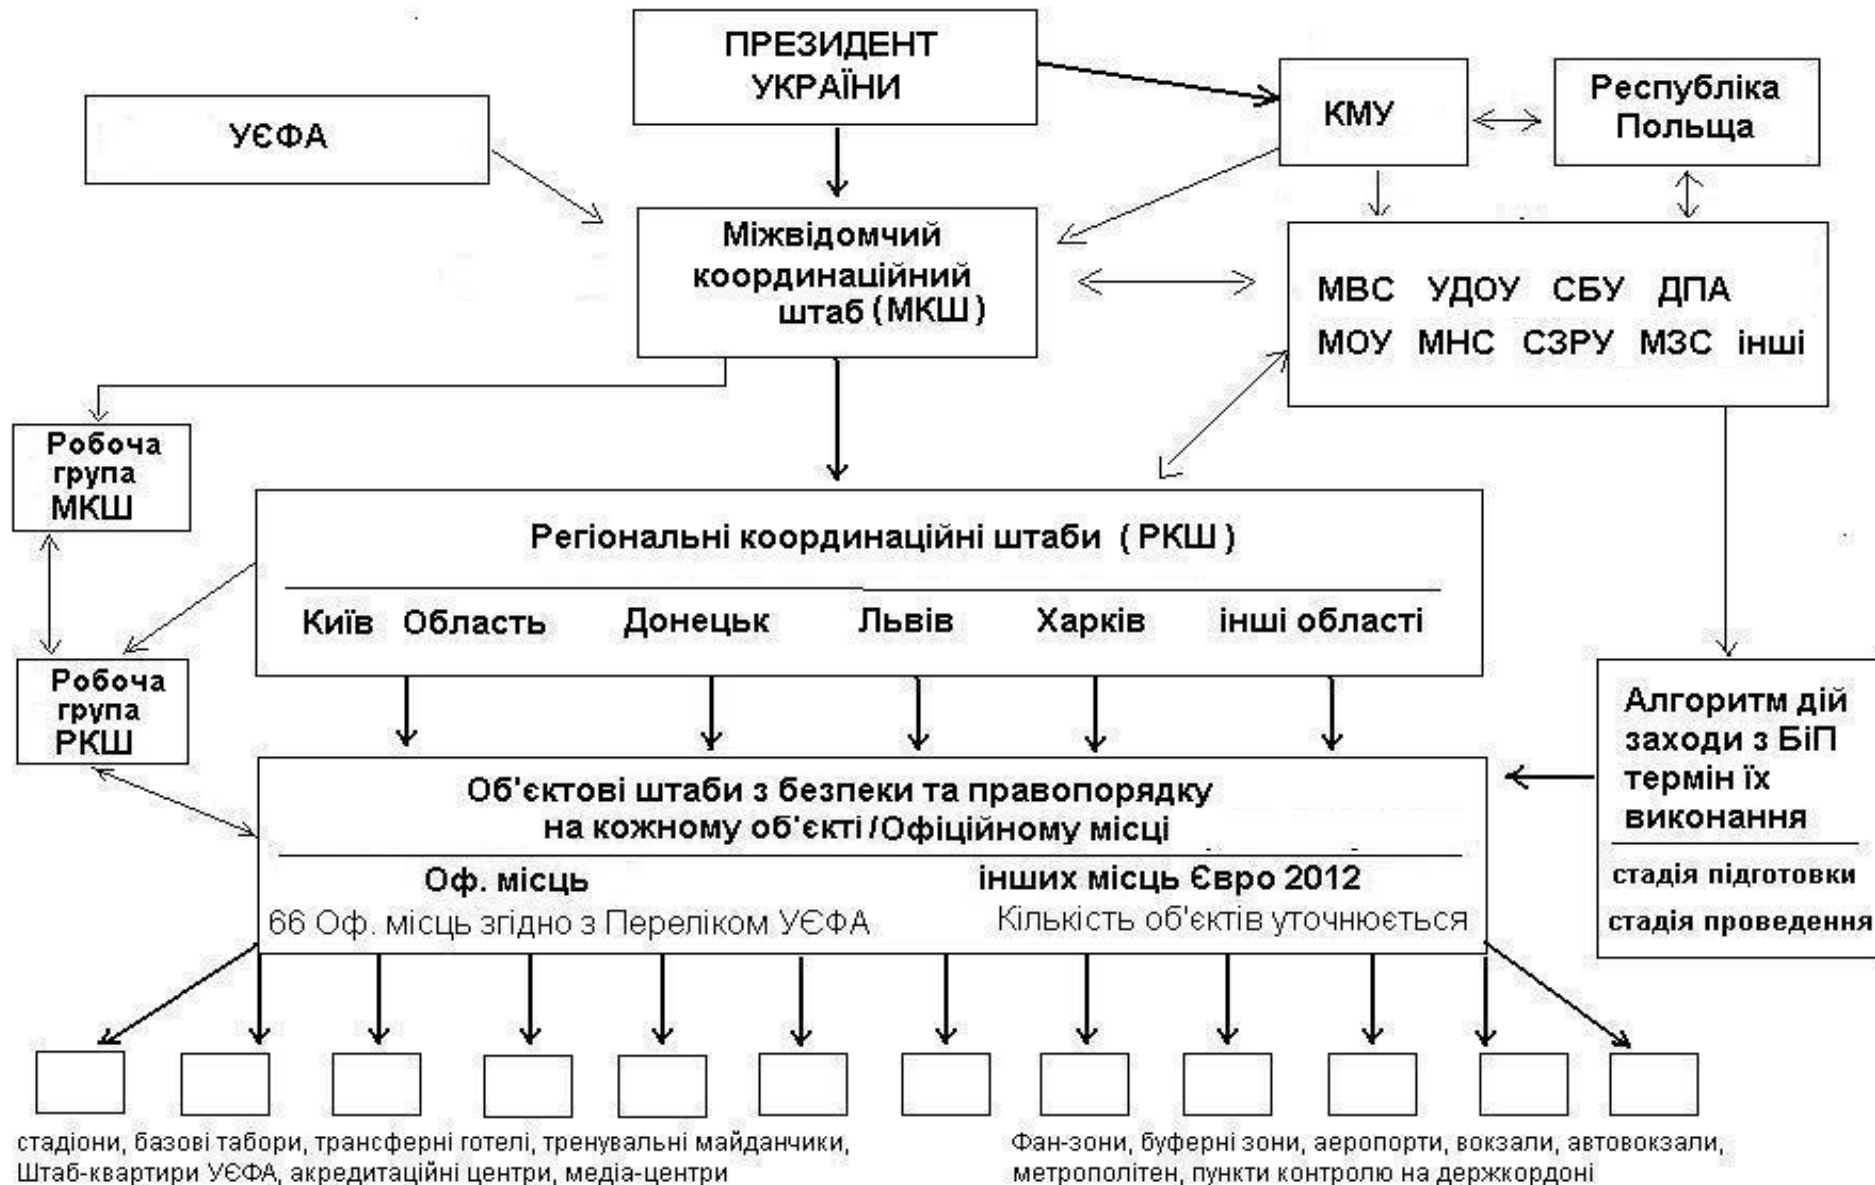 ПРЕЗИДЕНТ
УКРАЇНИ
УЄФА
КМУ
Республіка
Польща
Міжвідомчий
координаційний
штаб (МКШ)
МВС УДОУ СБУ ДПА
МОУ МНС СЗРУ МЗС інші
Робоча
група
МКШ
Регіональні координаційні штаби ( РКШ )
Київ Область Донецьк Львів Харків інші області
Робоча
група
РКШ
Алгоритм дій
заходи з БіП
термін їх
виконання
стадія підготовки
стадія проведення
Об'єктові штаби з безпеки та правопорядку
на кожному об'єкті/Офіційному місці
Оф. місць інших місць Євро 2012
66 Оф. місць згідно з Переліком УЄФА Кількість об'єктів уточнюється
стадіони, базові табори, трансферні готелі, тренувальні майданчики,
Штаб-квартири УЄФА, акредитаційні центри, медіа-центри
Фан-зони, буферні зони, аеропорти, вокзали, автовокзали,
метрополітен, пункти контролю на держкордоні